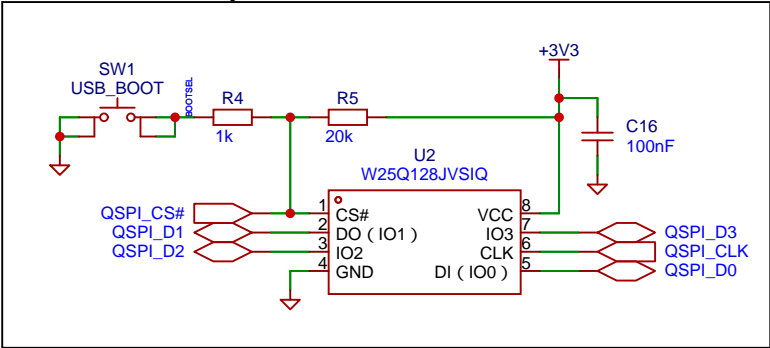 +3V3
SW1
USB_BOOT
BOOTSEL
R4
1k
R5
20k
C16
100nF
U2
W25Q128JVSIQ
QSPI_CS#
1
CS#
VCC
8
QSPI_D1
2
DO ( IO1 )
IO3
7
QSPI_D3
QSPI_D2
3
IO2
CLK
6
QSPI_CLK
4
GND
DI ( IO0 )
5
QSPI_D0